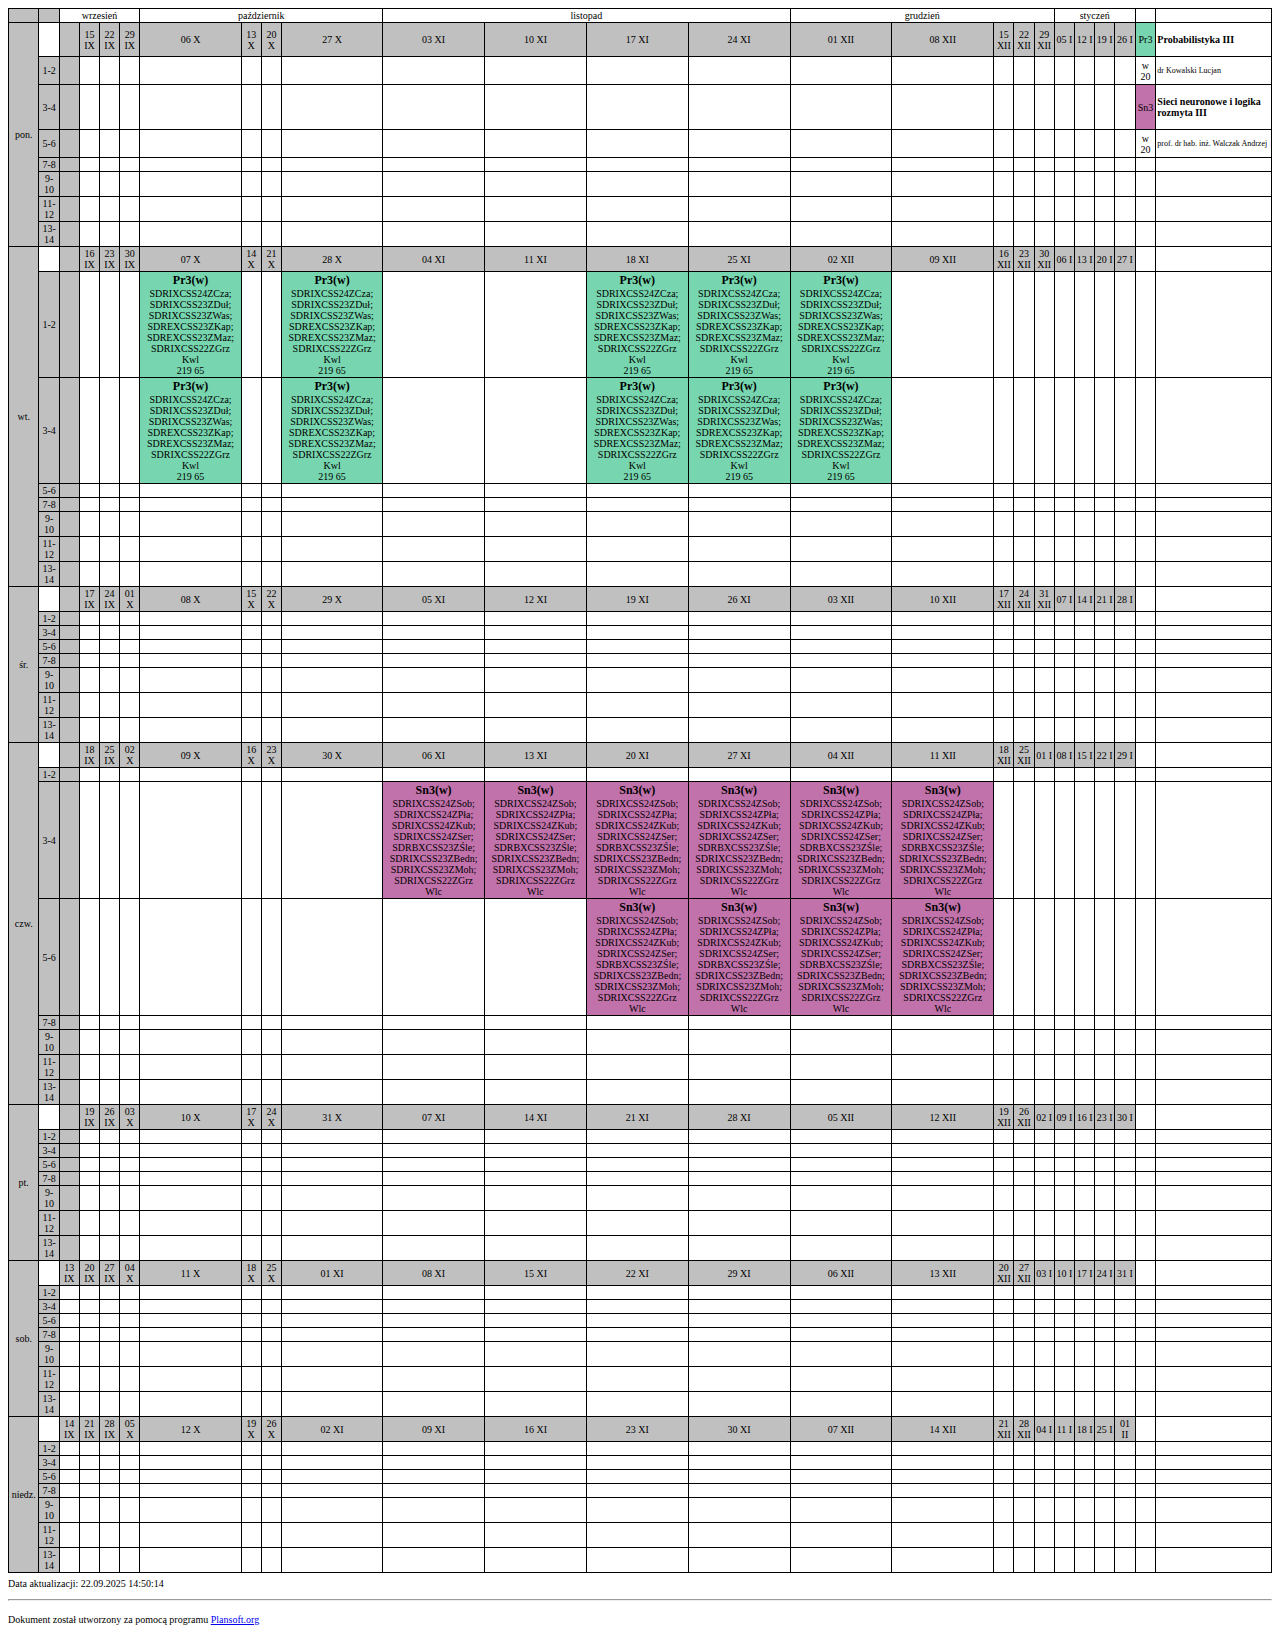 wrzesień październik listopad grudzień styczeń
pon. 15 IX 22 IX 29 IX 06 X 13 X 20 X 27 X 03 XI 10 XI 17 XI 24 XI 01 XII 08 XII 15 XII 22 XII 29 XII 05 I 12 I 19 I 26 I Pr3 Probabilistyka III
1-2 w 20 dr Kowalski Lucjan
3-4 Sn3 Sieci neuronowe i logika rozmyta III
5-6 w 20 prof. dr hab. inż. Walczak Andrzej
7-8
9-10
11-12
13-14
wt. 16 IX 23 IX 30 IX 07 X 14 X 21 X 28 X 04 XI 11 XI 18 XI 25 XI 02 XII 09 XII 16 XII 23 XII 30 XII 06 I 13 I 20 I 27 I
1-2
Pr3(w) Pr3(w) Pr3(w) Pr3(w) Pr3(w)
SDRIXCSS24ZCza; SDRIXCSS24ZCza; SDRIXCSS24ZCza; SDRIXCSS24ZCza; SDRIXCSS24ZCza;
SDRIXCSS23ZDuł; SDRIXCSS23ZDuł; SDRIXCSS23ZDuł; SDRIXCSS23ZDuł; SDRIXCSS23ZDuł;
SDRIXCSS23ZWas; SDRIXCSS23ZWas; SDRIXCSS23ZWas; SDRIXCSS23ZWas; SDRIXCSS23ZWas;
SDREXCSS23ZKap; SDREXCSS23ZKap; SDREXCSS23ZKap; SDREXCSS23ZKap; SDREXCSS23ZKap;
SDREXCSS23ZMaz; SDREXCSS23ZMaz; SDREXCSS23ZMaz; SDREXCSS23ZMaz; SDREXCSS23ZMaz;
SDRIXCSS22ZGrz SDRIXCSS22ZGrz SDRIXCSS22ZGrz SDRIXCSS22ZGrz SDRIXCSS22ZGrz
Kwl Kwl Kwl Kwl Kwl
219 65 219 65 219 65 219 65 219 65
3-4
Pr3(w) Pr3(w) Pr3(w) Pr3(w) Pr3(w)
SDRIXCSS24ZCza; SDRIXCSS24ZCza; SDRIXCSS24ZCza; SDRIXCSS24ZCza; SDRIXCSS24ZCza;
SDRIXCSS23ZDuł; SDRIXCSS23ZDuł; SDRIXCSS23ZDuł; SDRIXCSS23ZDuł; SDRIXCSS23ZDuł;
SDRIXCSS23ZWas; SDRIXCSS23ZWas; SDRIXCSS23ZWas; SDRIXCSS23ZWas; SDRIXCSS23ZWas;
SDREXCSS23ZKap; SDREXCSS23ZKap; SDREXCSS23ZKap; SDREXCSS23ZKap; SDREXCSS23ZKap;
SDREXCSS23ZMaz; SDREXCSS23ZMaz; SDREXCSS23ZMaz; SDREXCSS23ZMaz; SDREXCSS23ZMaz;
SDRIXCSS22ZGrz SDRIXCSS22ZGrz SDRIXCSS22ZGrz SDRIXCSS22ZGrz SDRIXCSS22ZGrz
Kwl Kwl Kwl Kwl Kwl
219 65 219 65 219 65 219 65 219 65
5-6
7-8
9-10
11-12
13-14
śr. 17 IX 24 IX 01 X 08 X 15 X 22 X 29 X 05 XI 12 XI 19 XI 26 XI 03 XII 10 XII 17 XII 24 XII 31 XII 07 I 14 I 21 I 28 I
1-2
3-4
5-6
7-8
9-10
11-12
13-14
czw. 18 IX 25 IX 02 X 09 X 16 X 23 X 30 X 06 XI 13 XI 20 XI 27 XI 04 XII 11 XII 18 XII 25 XII 01 I 08 I 15 I 22 I 29 I
1-2
3-4
Sn3(w) Sn3(w) Sn3(w) Sn3(w) Sn3(w) Sn3(w)
SDRIXCSS24ZSob; SDRIXCSS24ZSob; SDRIXCSS24ZSob; SDRIXCSS24ZSob; SDRIXCSS24ZSob; SDRIXCSS24ZSob;
SDRIXCSS24ZPła; SDRIXCSS24ZPła; SDRIXCSS24ZPła; SDRIXCSS24ZPła; SDRIXCSS24ZPła; SDRIXCSS24ZPła;
SDRIXCSS24ZKub; SDRIXCSS24ZKub; SDRIXCSS24ZKub; SDRIXCSS24ZKub; SDRIXCSS24ZKub; SDRIXCSS24ZKub;
SDRIXCSS24ZSer; SDRIXCSS24ZSer; SDRIXCSS24ZSer; SDRIXCSS24ZSer; SDRIXCSS24ZSer; SDRIXCSS24ZSer;
SDRBXCSS23ZŚle; SDRBXCSS23ZŚle; SDRBXCSS23ZŚle; SDRBXCSS23ZŚle; SDRBXCSS23ZŚle; SDRBXCSS23ZŚle;
SDRIXCSS23ZBedn; SDRIXCSS23ZBedn; SDRIXCSS23ZBedn; SDRIXCSS23ZBedn; SDRIXCSS23ZBedn; SDRIXCSS23ZBedn;
SDRIXCSS23ZMoh; SDRIXCSS23ZMoh; SDRIXCSS23ZMoh; SDRIXCSS23ZMoh; SDRIXCSS23ZMoh; SDRIXCSS23ZMoh;
SDRIXCSS22ZGrz SDRIXCSS22ZGrz SDRIXCSS22ZGrz SDRIXCSS22ZGrz SDRIXCSS22ZGrz SDRIXCSS22ZGrz
Wlc Wlc Wlc Wlc Wlc Wlc
5-6
Sn3(w) Sn3(w) Sn3(w) Sn3(w)
SDRIXCSS24ZSob; SDRIXCSS24ZSob; SDRIXCSS24ZSob; SDRIXCSS24ZSob;
SDRIXCSS24ZPła; SDRIXCSS24ZPła; SDRIXCSS24ZPła; SDRIXCSS24ZPła;
SDRIXCSS24ZKub; SDRIXCSS24ZKub; SDRIXCSS24ZKub; SDRIXCSS24ZKub;
SDRIXCSS24ZSer; SDRIXCSS24ZSer; SDRIXCSS24ZSer; SDRIXCSS24ZSer;
SDRBXCSS23ZŚle; SDRBXCSS23ZŚle; SDRBXCSS23ZŚle; SDRBXCSS23ZŚle;
SDRIXCSS23ZBedn; SDRIXCSS23ZBedn; SDRIXCSS23ZBedn; SDRIXCSS23ZBedn;
SDRIXCSS23ZMoh; SDRIXCSS23ZMoh; SDRIXCSS23ZMoh; SDRIXCSS23ZMoh;
SDRIXCSS22ZGrz SDRIXCSS22ZGrz SDRIXCSS22ZGrz SDRIXCSS22ZGrz
Wlc Wlc Wlc Wlc
7-8
9-10
11-12
13-14
pt. 19 IX 26 IX 03 X 10 X 17 X 24 X 31 X 07 XI 14 XI 21 XI 28 XI 05 XII 12 XII 19 XII 26 XII 02 I 09 I 16 I 23 I 30 I
1-2
3-4
5-6
7-8
9-10
11-12
13-14
sob. 13 IX 20 IX 27 IX 04 X 11 X 18 X 25 X 01 XI 08 XI 15 XI 22 XI 29 XI 06 XII 13 XII 20 XII 27 XII 03 I 10 I 17 I 24 I 31 I
1-2
3-4
5-6
7-8
9-10
11-12
13-14
niedz. 14 IX 21 IX 28 IX 05 X 12 X 19 X 26 X 02 XI 09 XI 16 XI 23 XI 30 XI 07 XII 14 XII 21 XII 28 XII 04 I 11 I 18 I 25 I 01 II
1-2
3-4
5-6
7-8
9-10
11-12
13-14
Data aktualizacji: 22.09.2025 14:50:14
Dokument został utworzony za pomocą programu Plansoft.org